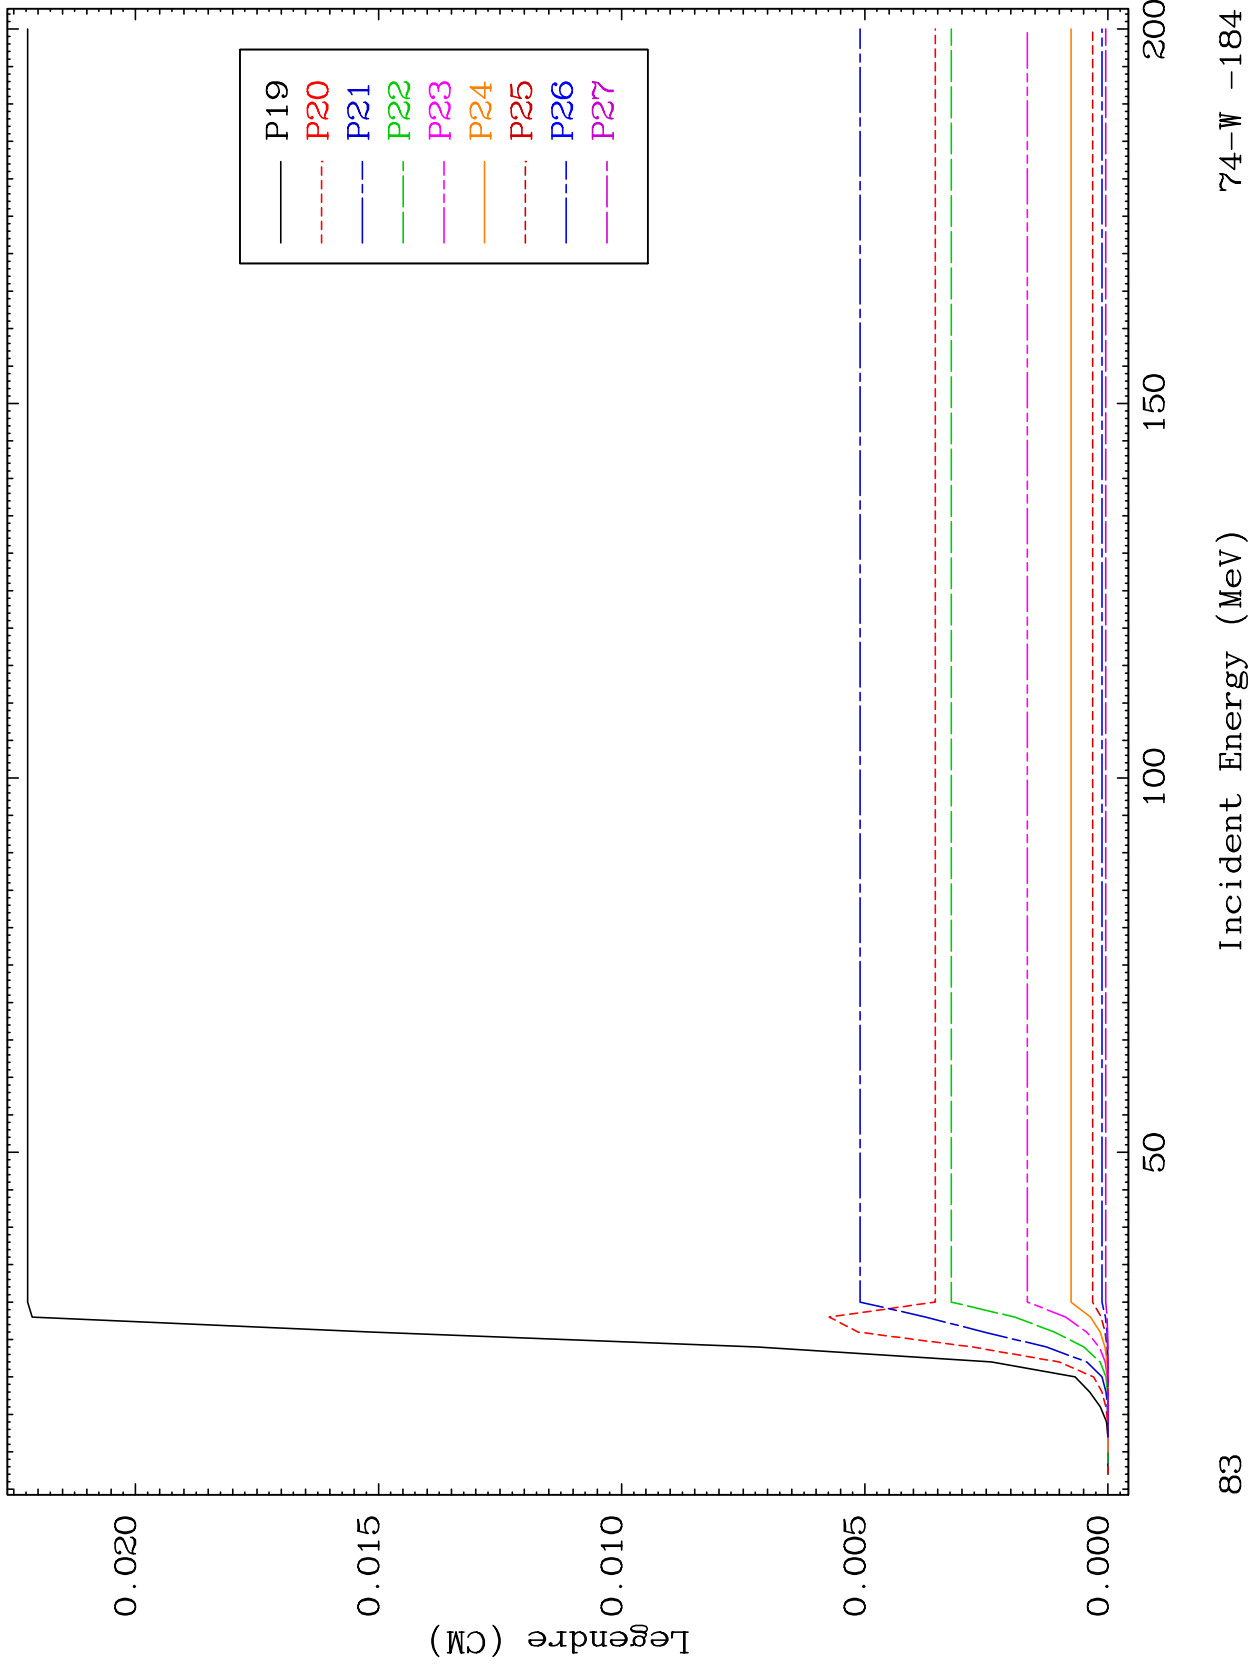 Legendre (CM)
0.020
0.015
0.010
0.005
0.000
P19
P20
P21
P22
P23
P24
P25
P26
P27
50
100
150
200
Incident Energy (MeV)
83
74-W -184